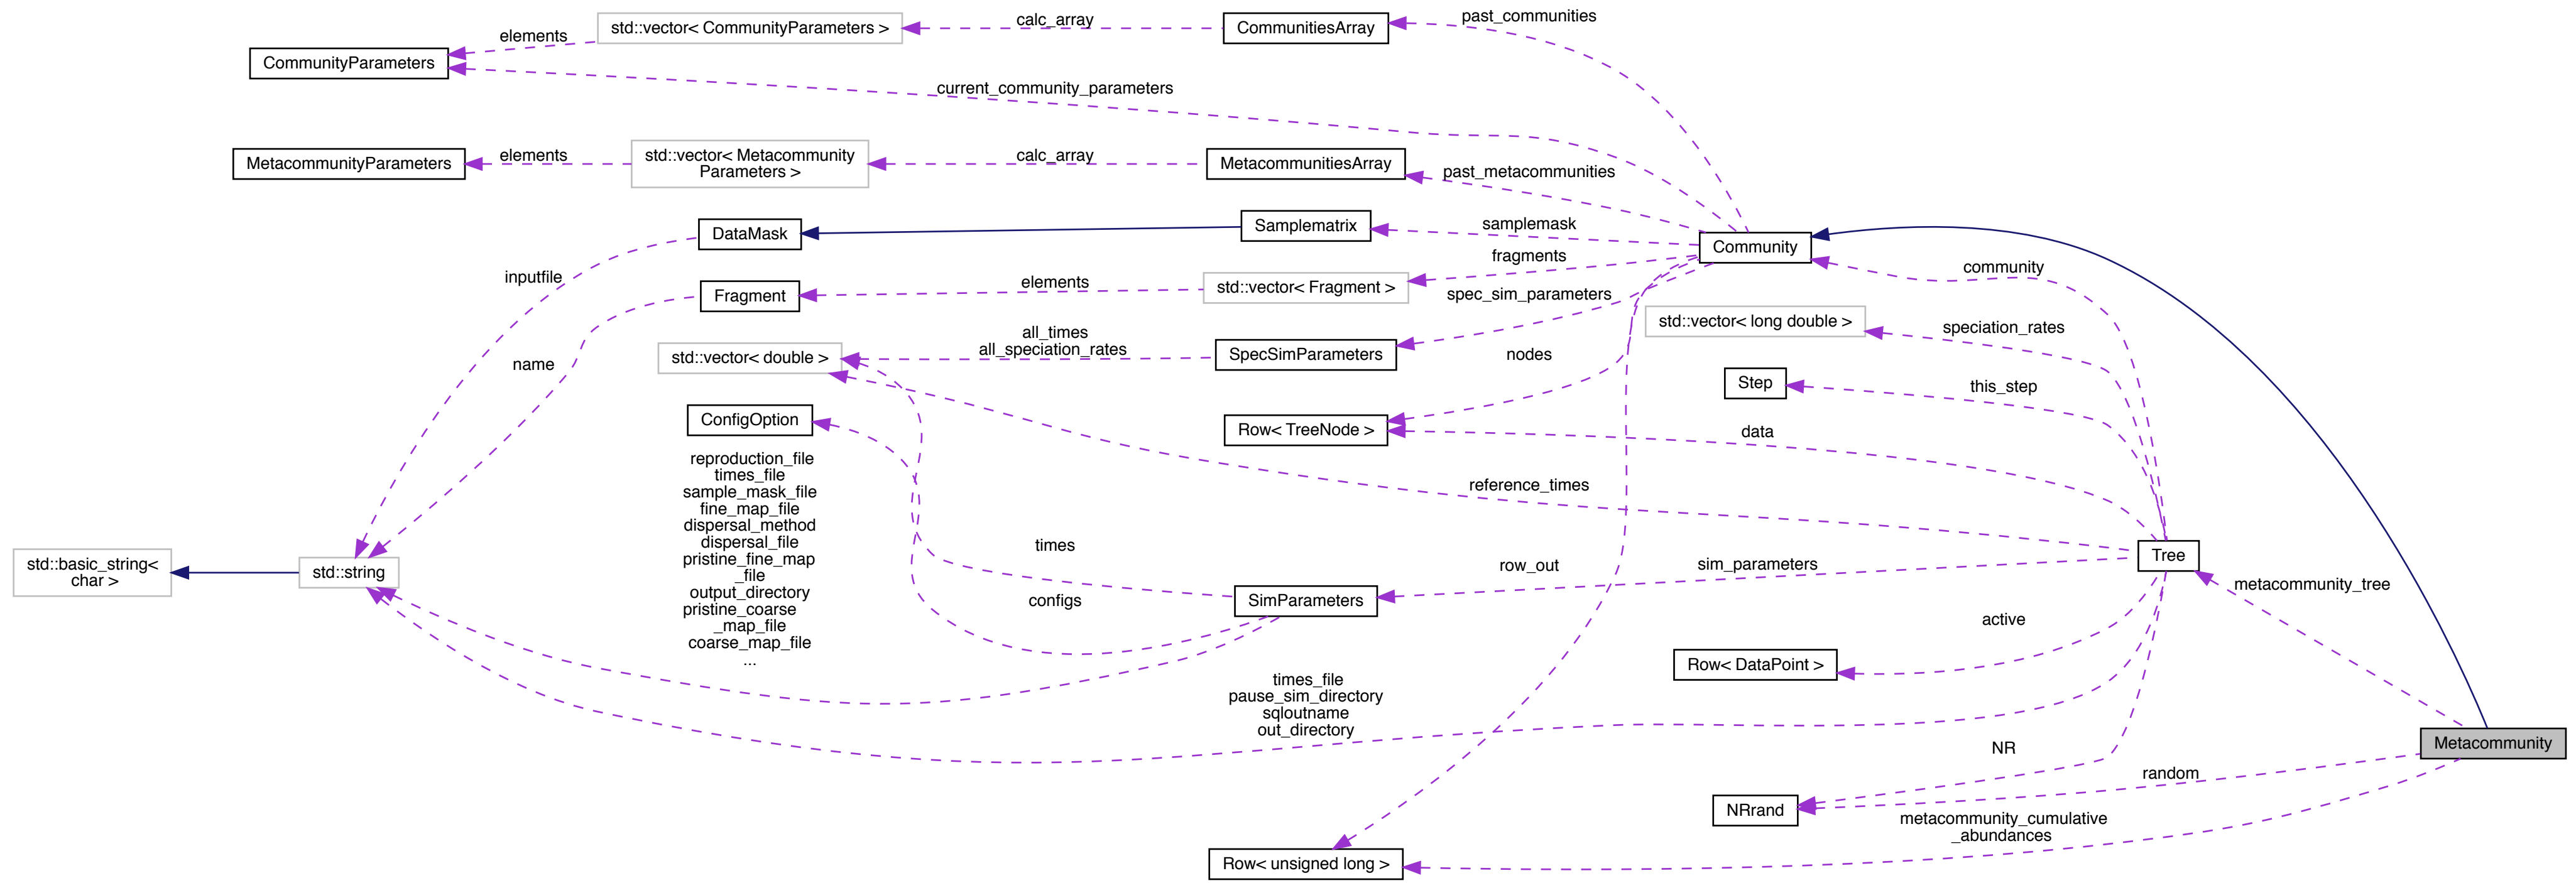 past_communities
calc_array
std::vector< CommunityParameters >
CommunitiesArray
elements
CommunityParameters
current_community_parameters
std::vector< Metacommunity
Parameters >
calc_array
elements
MetacommunityParameters
MetacommunitiesArray
past_metacommunities
samplemask
Samplematrix
DataMask
Community
fragments
community
inputfile
elements
std::vector< Fragment >
Fragment
spec_sim_parameters
std::vector< long double >
speciation_rates
all_times
all_speciation_rates
std::vector< double >
SpecSimParameters
nodes
name
Step
this_step
ConfigOption
Row< TreeNode >
data
reproduction_file
times_file
sample_mask_file
fine_map_file
dispersal_method
dispersal_file
pristine_fine_map
_file
output_directory
pristine_coarse
_map_file
coarse_map_file
...
reference_times
times
Tree
std::basic_string<
char >
std::string
row_out
sim_parameters
metacommunity_tree
configs
SimParameters
active
Row< DataPoint >
times_file
pause_sim_directory
sqloutname
out_directory
NR
Metacommunity
random
NRrand
metacommunity_cumulative
_abundances
Row< unsigned long >